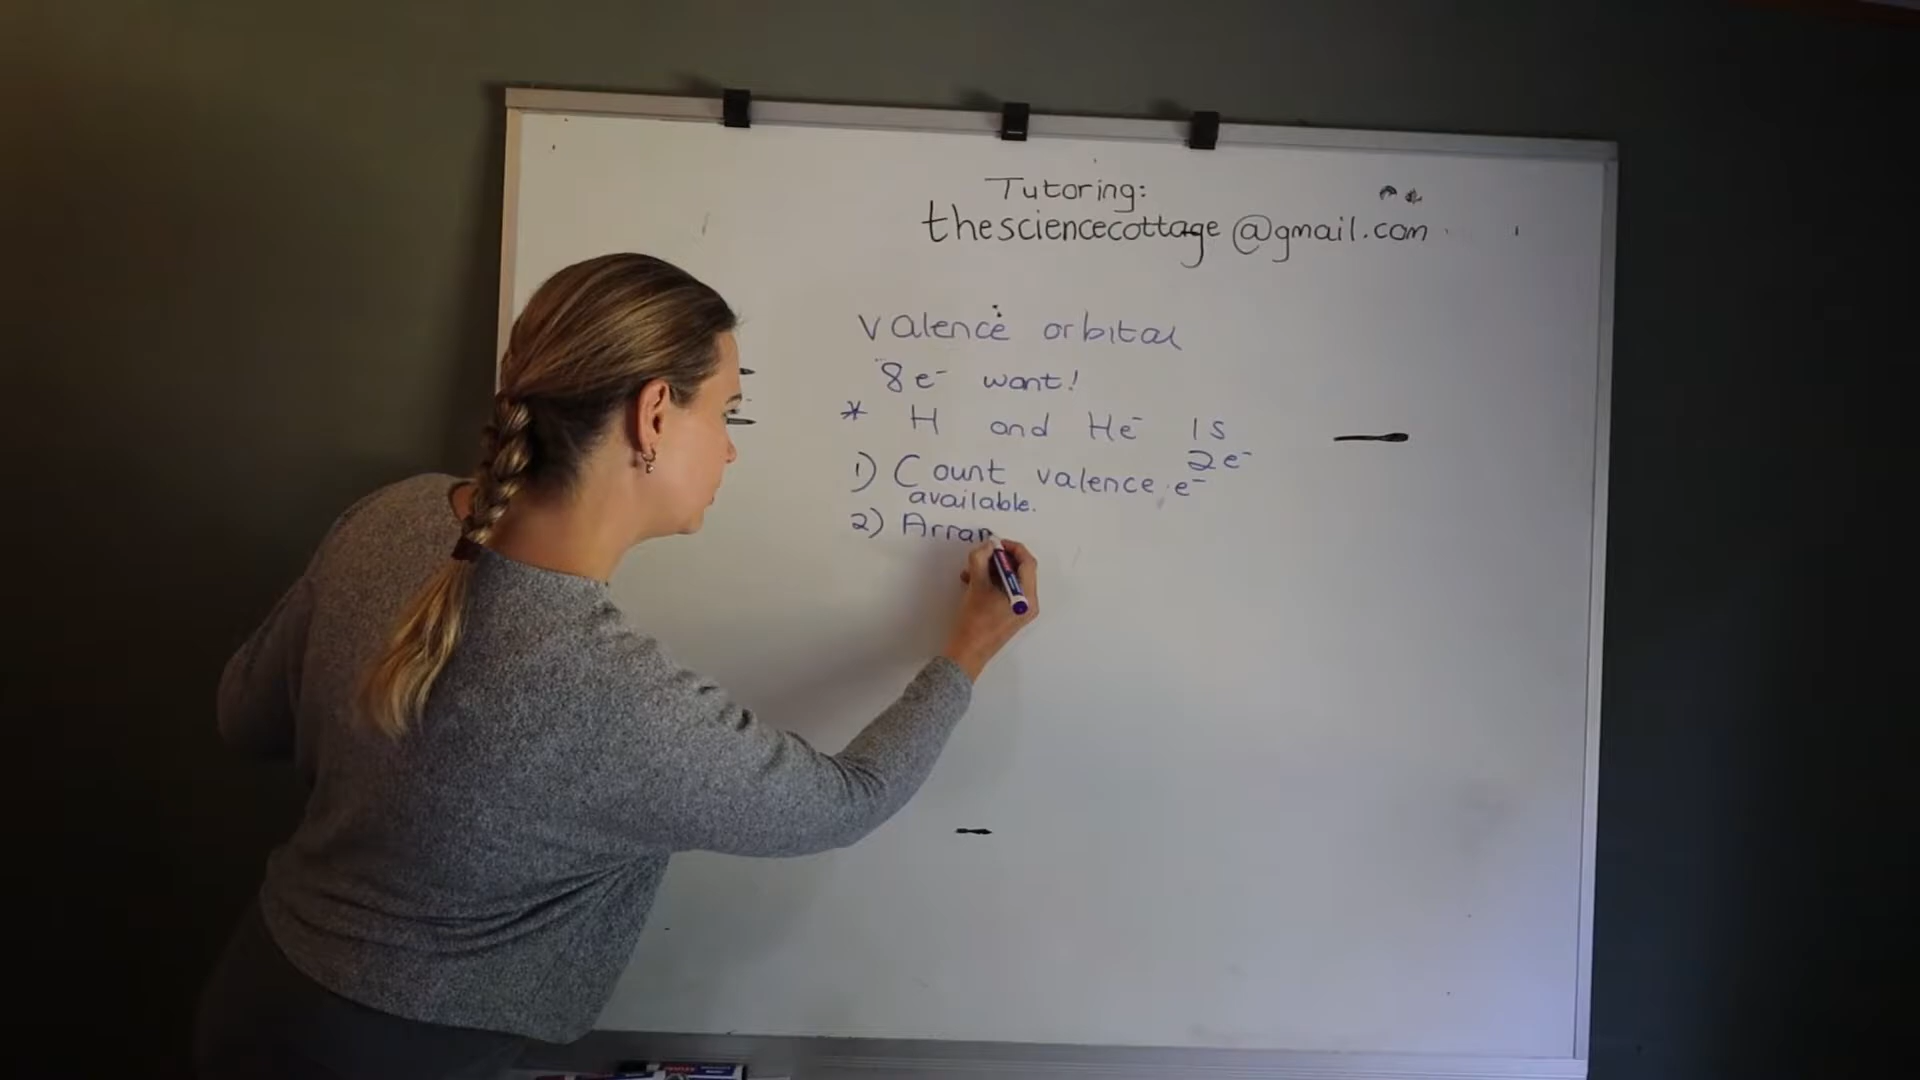 Tutoring:
thesciencecottage@gmail.com
valence orbital
8e⁻ want!
* H and He⁻ 1s
2e⁻
1) Count valence e⁻
available.
2) Arran